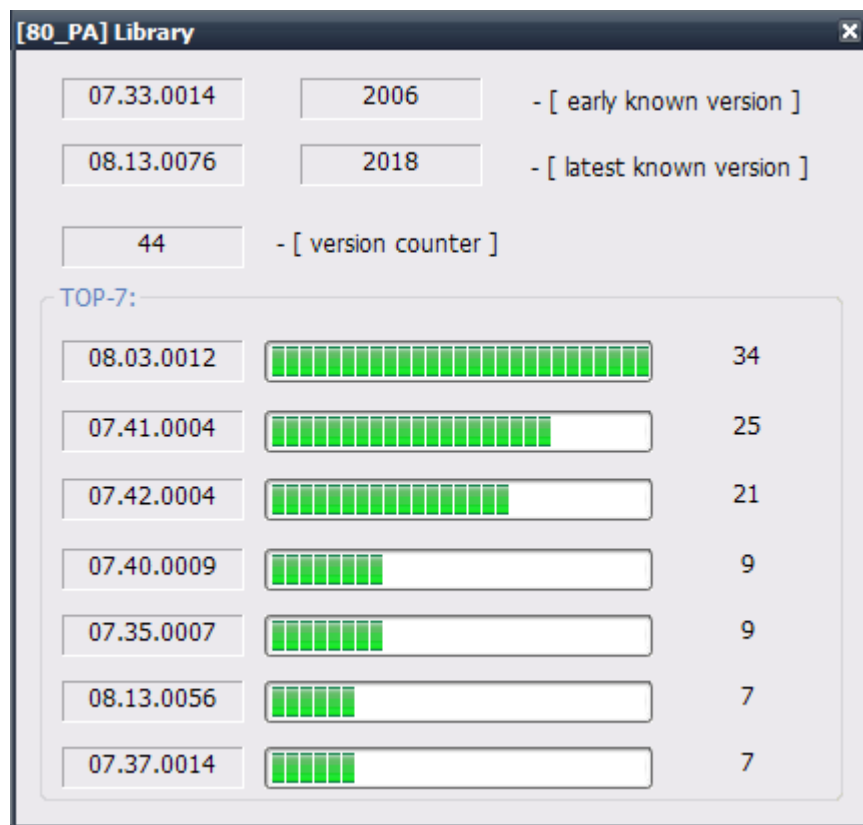 [80_PA] Library
07.33.0014 2006 - [ early known version ]
08.13.0076 2018 - [ latest known version ]
44 - [ version counter ]
TOP-7:
08.03.0012 34
07.41.0004 25
07.42.0004 21
07.40.0009 9
07.35.0007 9
08.13.0056 7
07.37.0014 7